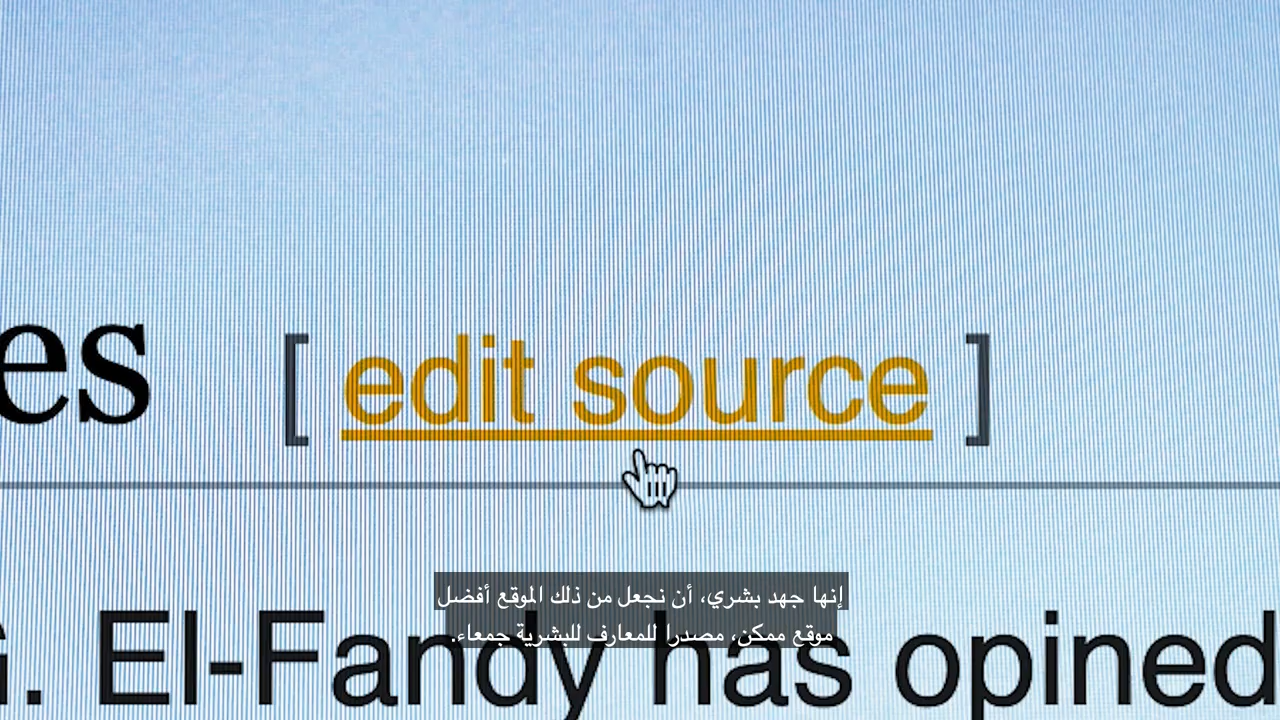 es [ edit source ]
إنها جهد بشري، أن نجعل من ذلك الموقع أفضل
موقع ممكن، مصدرا للمعارف للبشرية جمعاء.
. El-Fandy has opined